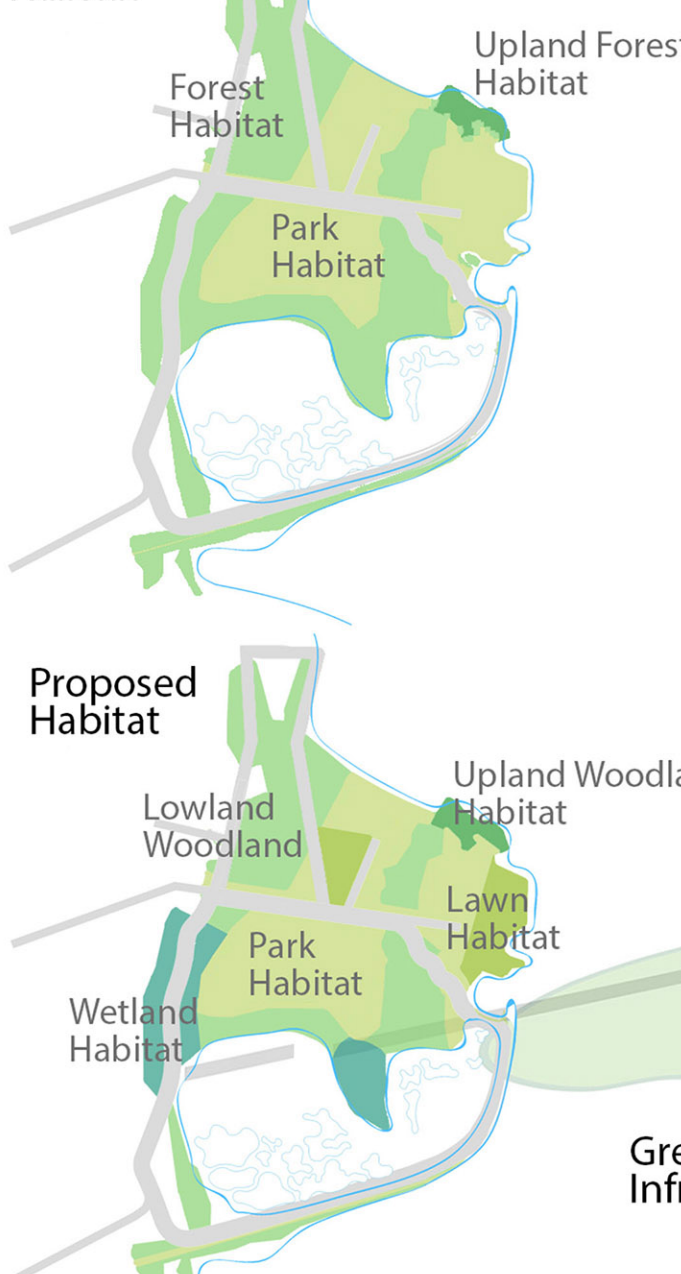 Upland Forest
Habitat
Forest
Habitat
Park
Habitat
Proposed
Habitat
Upland Woodla
Habitat
Lowland
Woodland
Lawn
Habitat
Park
Habitat
Wetland
Habitat
Gre
Infr